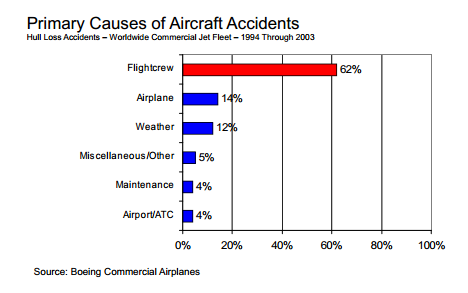 Primary Causes of Aircraft Accidents
Hull Loss Accidents – Worldwide Commercial Jet Fleet – 1994 Through 2003
Flightcrew 62%
Airplane 14%
Weather 12%
Miscellaneous/Other 5%
Maintenance 4%
Airport/ATC 4%
0% 20% 40% 60% 80% 100%
Source: Boeing Commercial Airplanes